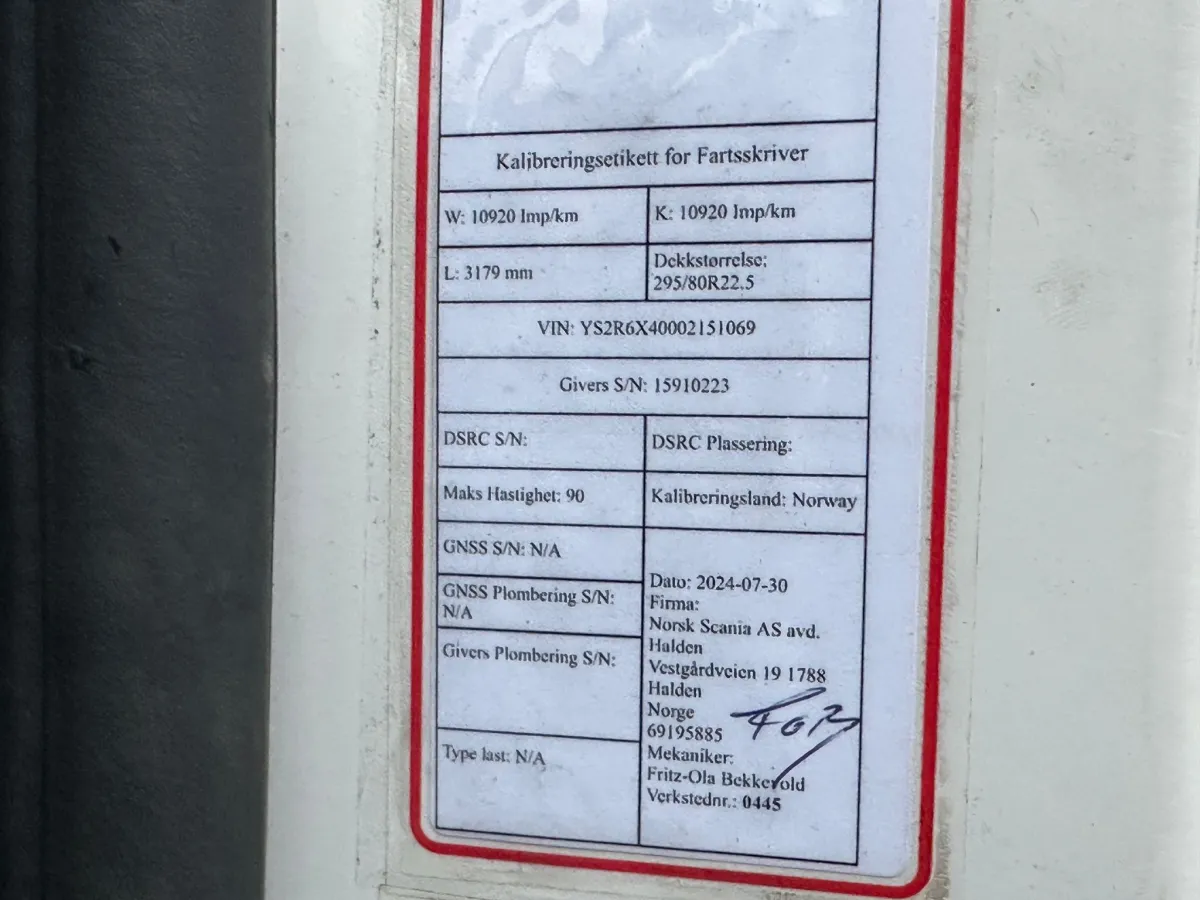 Kalibreringsetikett for Fartsskriver
W: 10920 Imp/km
K: 10920 Imp/km
L: 3179 mm
Dekkstørrelse:
295/80R22.5
VIN: YS2R6X40002151069
Givers S/N: 15910223
DSRC S/N:
DSRC Plassering:
Maks Hastighet: 90
Kalibreringsland: Norway
GNSS S/N: N/A
GNSS Plombering S/N:
N/A
Givers Plombering S/N:
Type last: N/A
Dato: 2024-07-30
Firma:
Norsk Scania AS avd.
Halden
Vestgårdveien 19 1788
Halden
Norge
69195885
Mekaniker:
Fritz-Ola Bekkevold
Verkstednr.: 0445